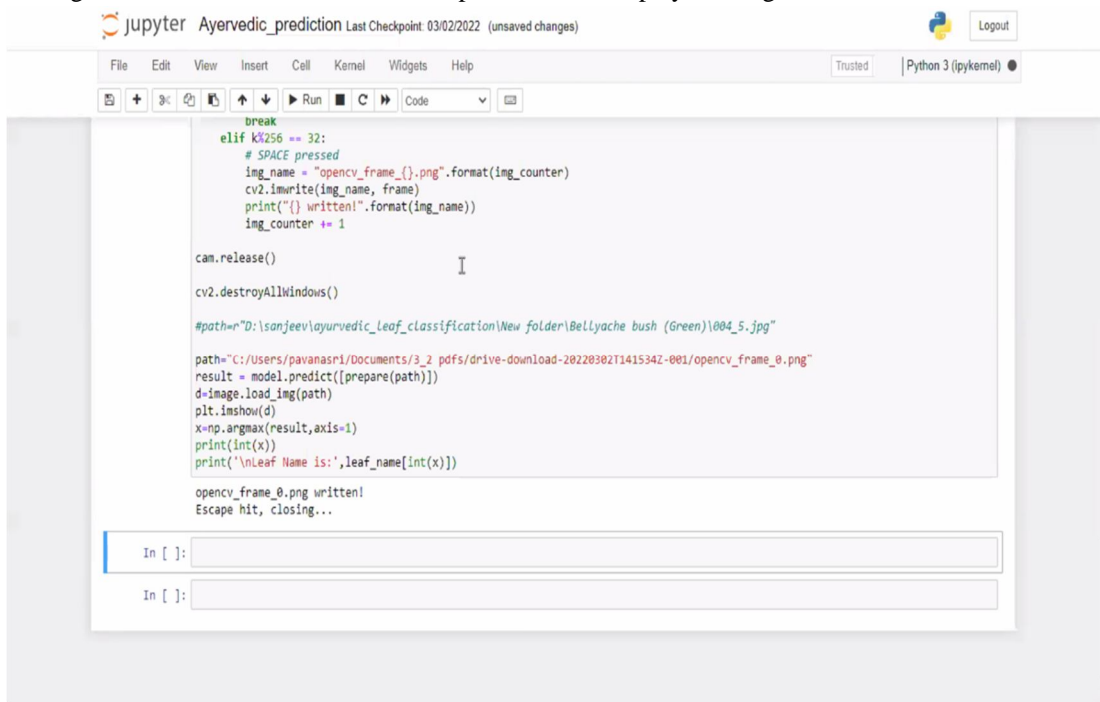 jupyter Ayervedic_prediction Last Checkpoint: 03/02/2022 (unsaved changes)
Logout
File Edit View Insert Cell Kernel Widgets Help
Trusted Python 3 (ipykernel)
Run Code
break
elif k%256 == 32:
# SPACE pressed
img_name = "opencv_frame_{}.png".format(img_counter)
cv2.imwrite(img_name, frame)
print("{} written!".format(img_name))
img_counter += 1
cam.release()
cv2.destroyAllWindows()
#path=r"D:\sanjeev\ayurvedic_leaf_classification\New folder\Bellyache bush (Green)\004_5.jpg"
path="C:/Users/pavanasri/Documents/3_2 pdfs/drive-download-20220302T141534Z-001/opencv_frame_0.png"
result = model.predict([prepare(path)])
d=image.load_img(path)
plt.imshow(d)
x=np.argmax(result,axis=1)
print(int(x))
print('\nLeaf Name is:',leaf_name[int(x)])
opencv_frame_0.png written!
Escape hit, closing...
In [ ]:
In [ ]: